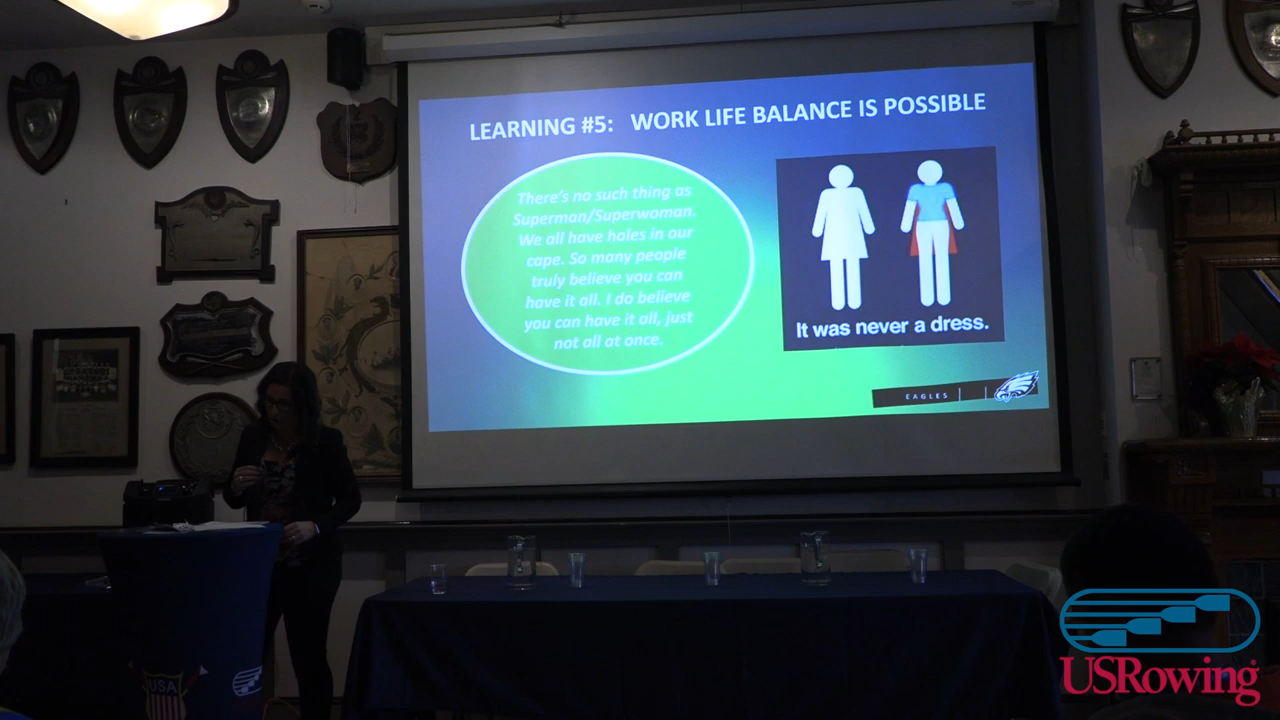 LEARNING #5: WORK LIFE BALANCE IS POSSIBLE
There's no such thing as
Superman/Superwoman.
We all have holes in our
cape. So many people
truly believe you can
have it all. I do believe
you can have it all, just
not all at once.
It was never a dress.
EAGLES
USA
USRowing